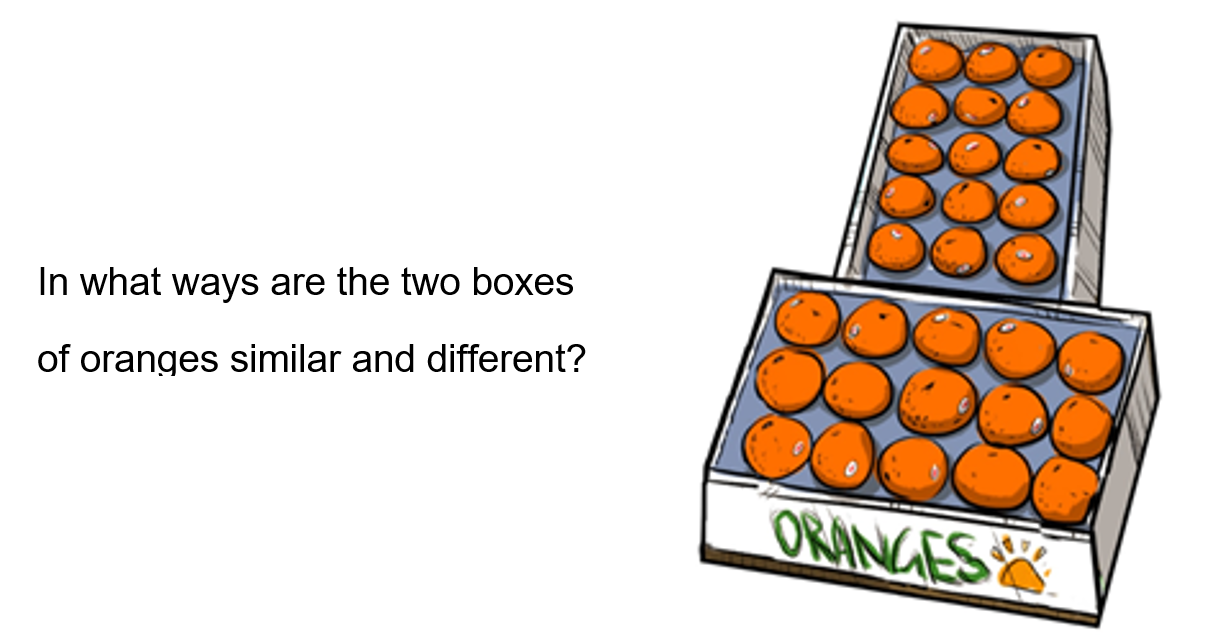 In what ways are the two boxes
of oranges similar and different?
ORANGES